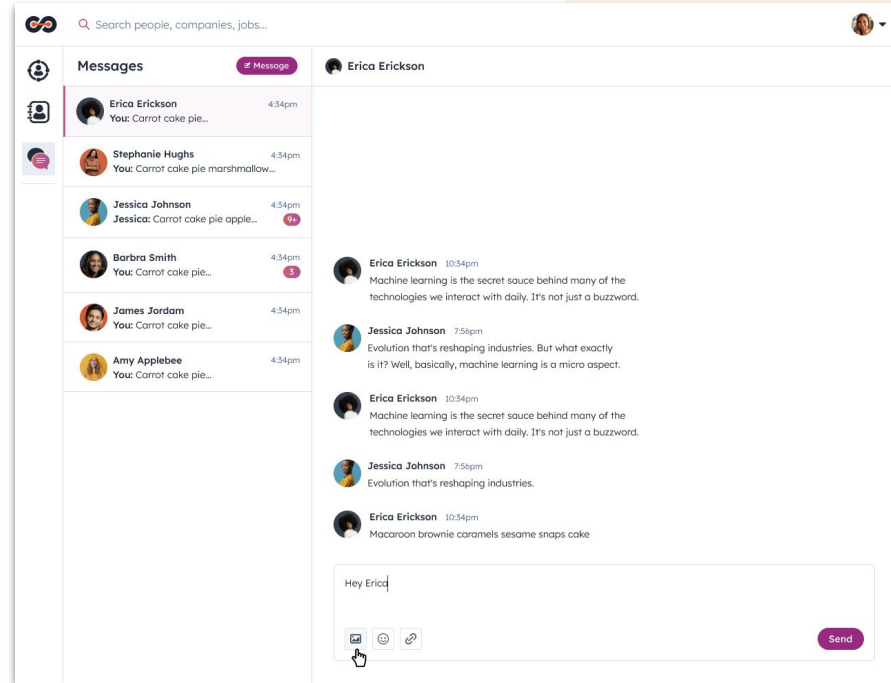 Search people, companies, jobs...
Messages
Message
Erica Erickson
Erica Erickson
4:34pm
You: Carrot cake pie...
Stephanie Hughs
4:34pm
You: Carrot cake pie marshmallow...
Jessica Johnson
4:34pm
Jessica: Carrot cake pie apple...
9+
Barbra Smith
4:34pm
You: Carrot cake pie...
3
James Jordam
4:34pm
You: Carrot cake pie...
Amy Applebee
4:34pm
You: Carrot cake pie...
Erica Erickson 10:34pm
Machine learning is the secret sauce behind many of the
technologies we interact with daily. It's not just a buzzword.
Jessica Johnson 7:56pm
Evolution that's reshaping industries. But what exactly
is it? Well, basically, machine learning is a micro aspect.
Erica Erickson 10:34pm
Machine learning is the secret sauce behind many of the
technologies we interact with daily. It's not just a buzzword.
Jessica Johnson 7:56pm
Evolution that's reshaping industries.
Erica Erickson 10:34pm
Macaroon brownie caramels sesame snaps cake
Hey Erica
Send